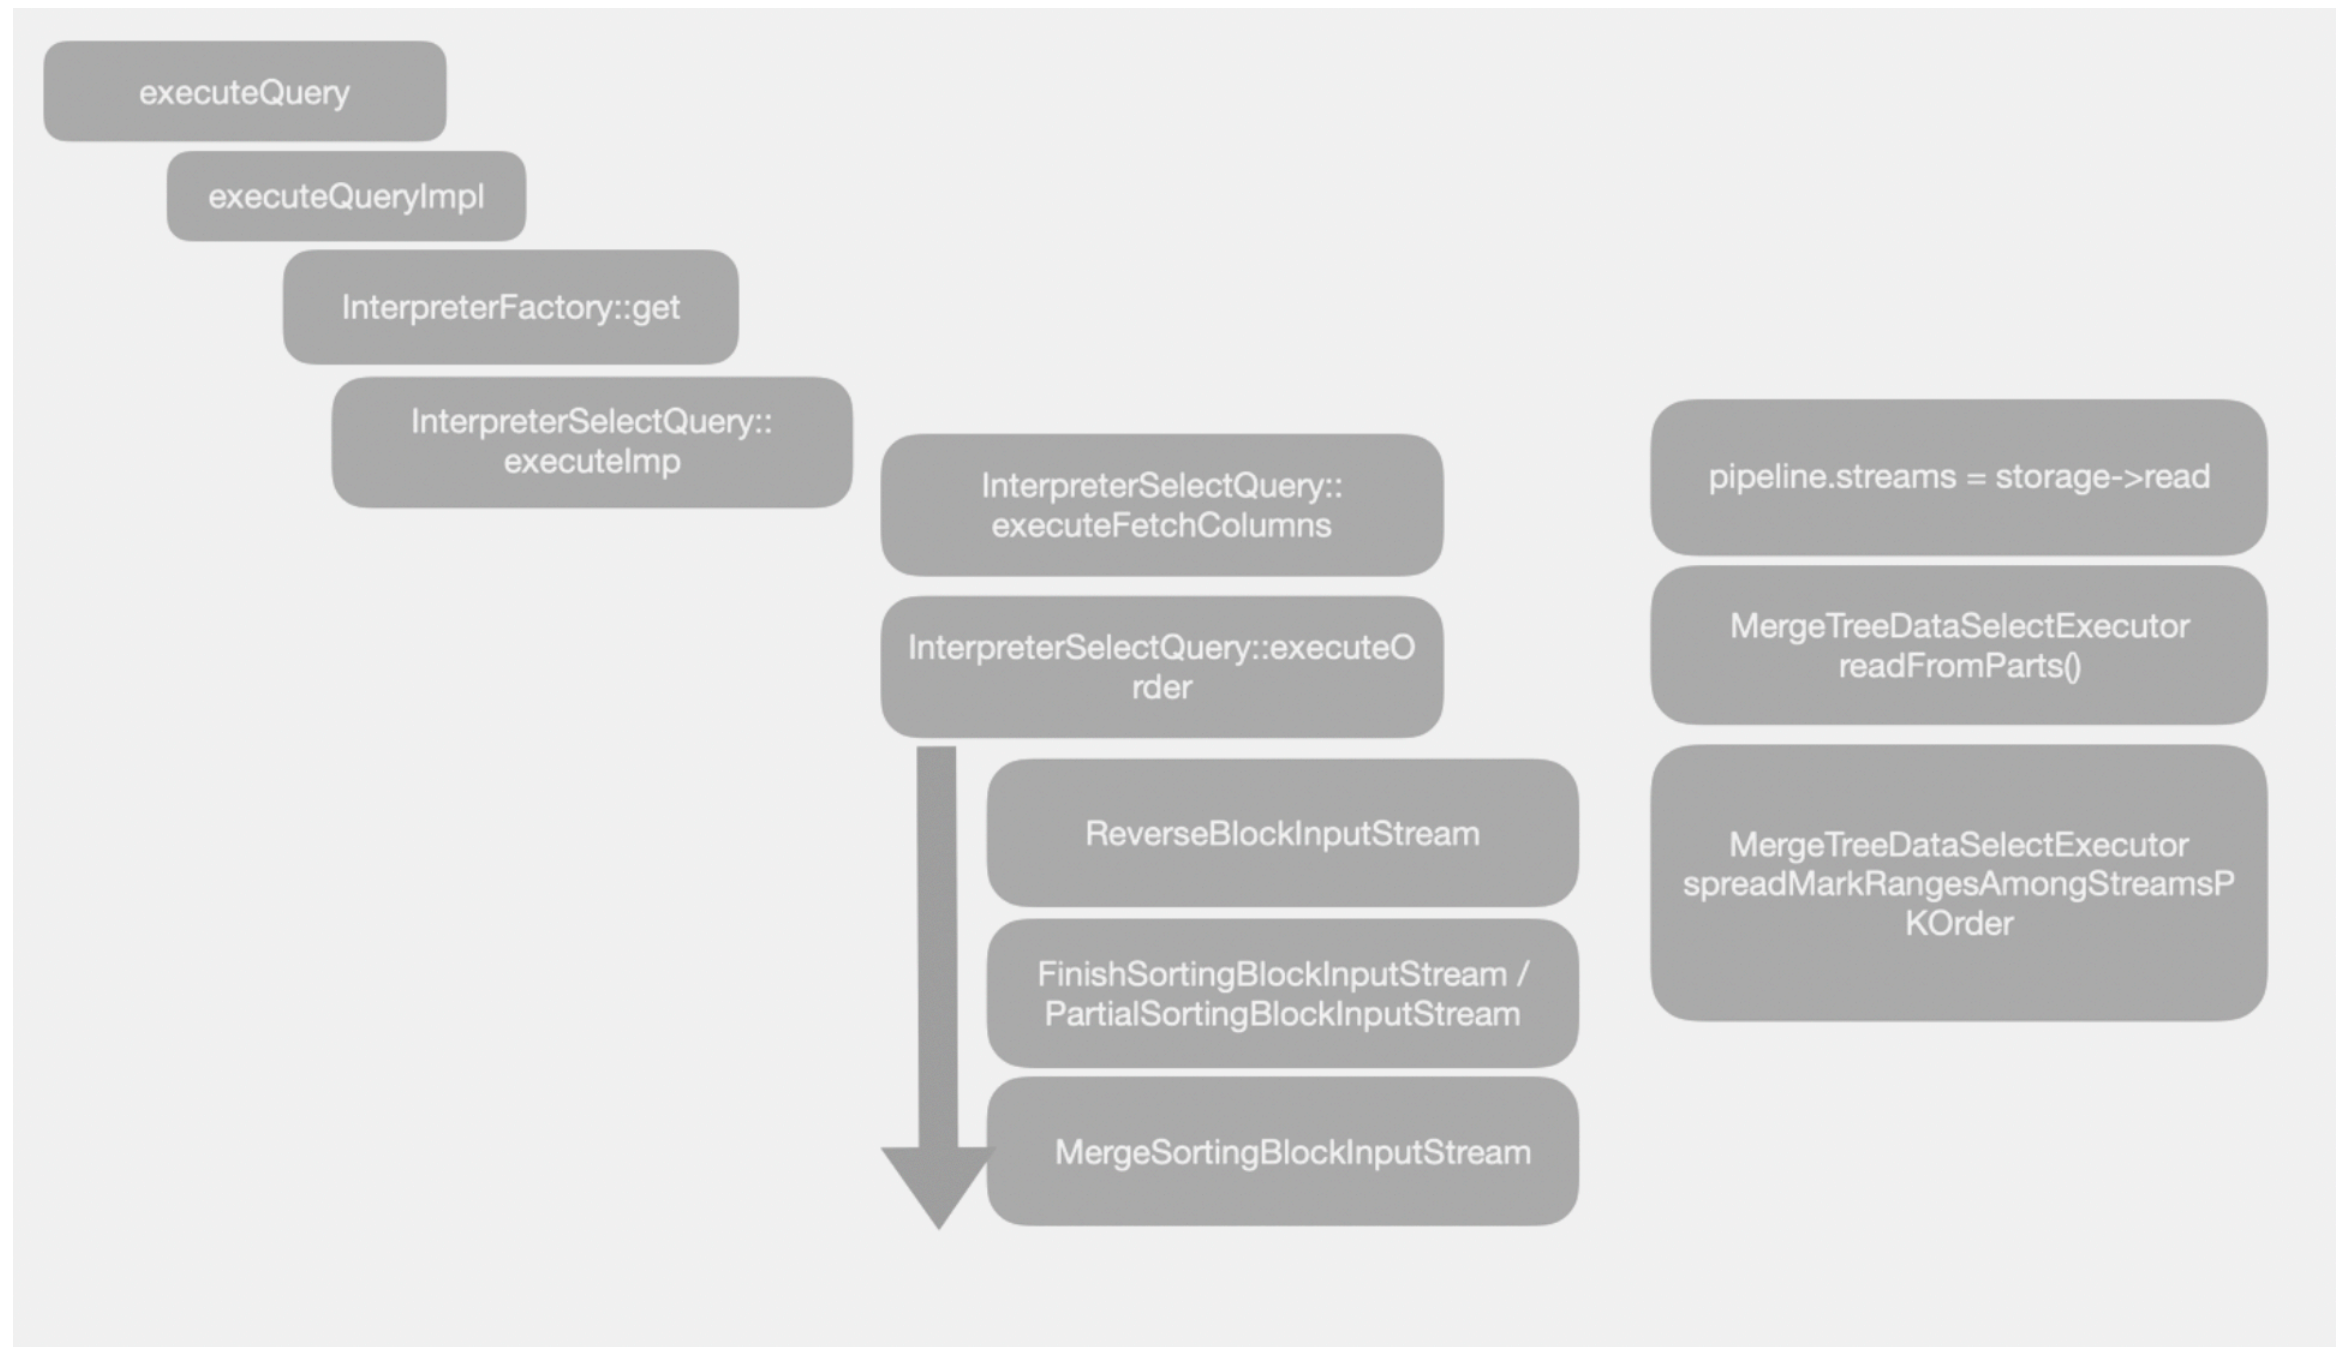 executeQuery
executeQueryImpl
InterpreterFactory::get
InterpreterSelectQuery::
executeImp
InterpreterSelectQuery::
executeFetchColumns
InterpreterSelectQuery::executeO
rder
ReverseBlockInputStream
FinishSortingBlockInputStream /
PartialSortingBlockInputStream
MergeSortingBlockInputStream
pipeline.streams = storage->read
MergeTreeDataSelectExecutor
readFromParts()
MergeTreeDataSelectExecutor
spreadMarkRangesAmongStreamsP
KOrder